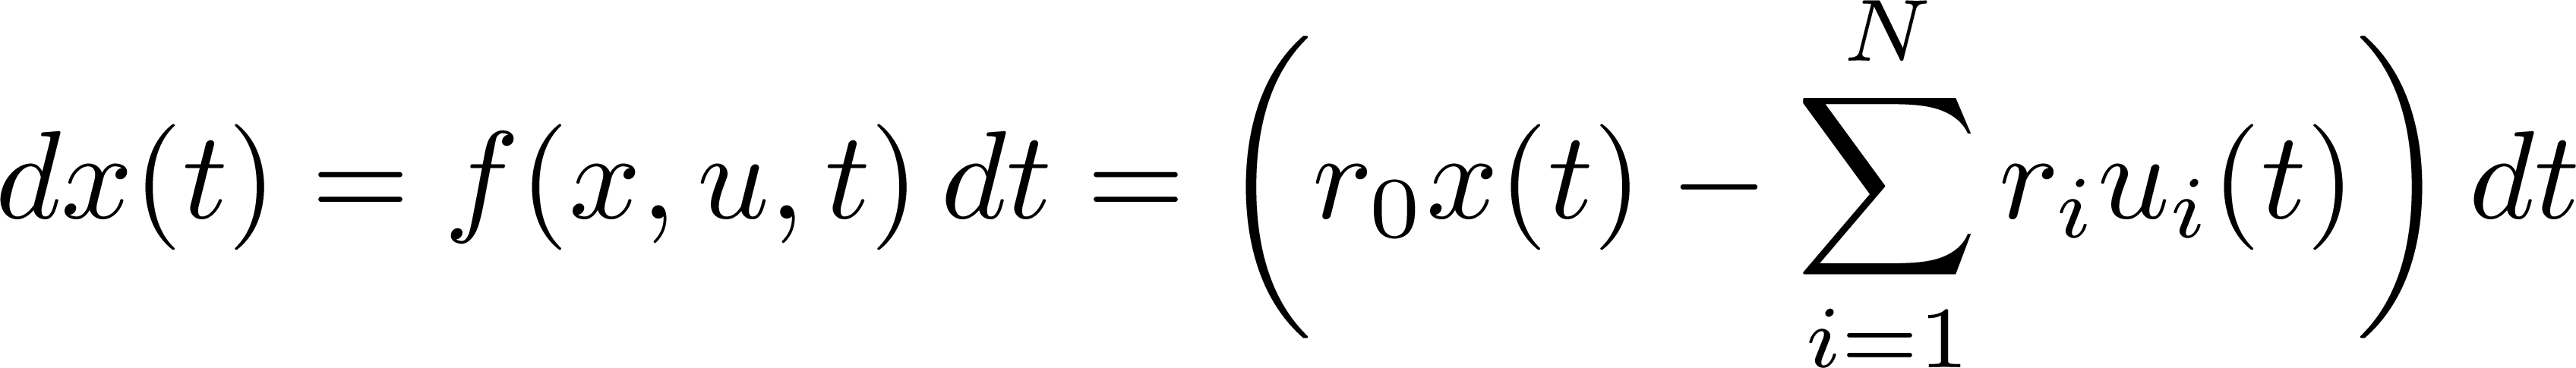 dx(t) = f(x, u, t) dt = \left( r_0 x(t) - \sum_{i=1}^{N} r_i u_i(t) \right) dt